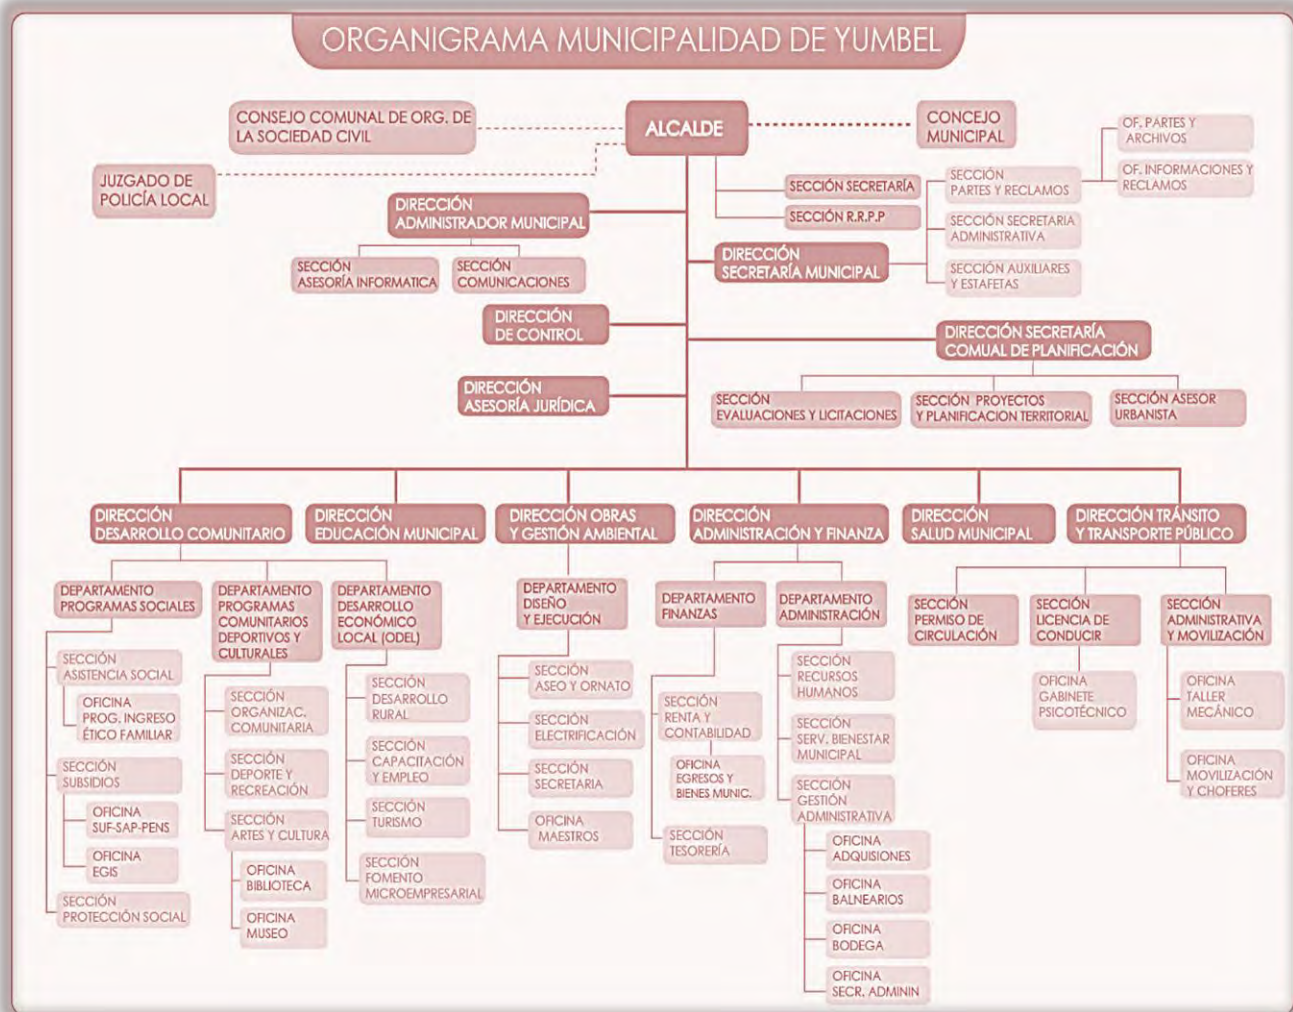 ORGANIGRAMA MUNICIPALIDAD DE YUMBEL
CONSEJO COMUNAL DE ORG. DE
LA SOCIEDAD CIVIL
ALCALDE
CONCEJO
MUNICIPAL
OF. PARTES Y
ARCHIVOS
JUZGADO DE
POLICÍA LOCAL
SECCIÓN SECRETARÍA
SECCIÓN
PARTES Y RECLAMOS
OF. INFORMACIONES Y
RECLAMOS
DIRECCIÓN
ADMINISTRADOR MUNICIPAL
SECCIÓN R.R.P.P
SECCIÓN SECRETARIA
ADMINISTRATIVA
DIRECCIÓN
SECRETARÍA MUNICIPAL
SECCIÓN
ASESORÍA INFORMATICA
SECCIÓN
COMUNICACIONES
SECCIÓN AUXILIARES
Y ESTAFETAS
DIRECCIÓN
DE CONTROL
DIRECCIÓN SECRETARÍA
COMUAL DE PLANIFICACIÓN
DIRECCIÓN
ASESORÍA JURÍDICA
SECCIÓN
EVALUACIONES Y LICITACIONES
SECCIÓN PROYECTOS
Y PLANIFICACION TERRITORIAL
SECCIÓN ASESOR
URBANISTA
DIRECCIÓN
DESARROLLO COMUNITARIO
DIRECCIÓN
EDUCACIÓN MUNICIPAL
DIRECCIÓN OBRAS
Y GESTIÓN AMBIENTAL
DIRECCIÓN
ADMINISTRACIÓN Y FINANZA
DIRECCIÓN
SALUD MUNICIPAL
DIRECCIÓN TRÁNSITO
Y TRANSPORTE PÚBLICO
DEPARTAMENTO
PROGRAMAS SOCIALES
SECCIÓN
ASISTENCIA SOCIAL
OFICINA
PROG. INGRESO
ÉTICO FAMILIAR
SECCIÓN
SUBSIDIOS
OFICINA
SUF-SAP-PENS
OFICINA
EGIS
SECCIÓN
PROTECCIÓN SOCIAL
DEPARTAMENTO
PROGRAMAS
COMUNITARIOS
DEPORTIVOS Y
CULTURALES
SECCIÓN
ORGANIZAC.
COMUNITARIA
SECCIÓN
DEPORTE Y
RECREACIÓN
SECCIÓN
ARTES Y CULTURA
OFICINA
BIBLIOTECA
OFICINA
MUSEO
DEPARTAMENTO
DESARROLLO
ECONÓMICO
LOCAL (ODEL)
SECCIÓN
DESARROLLO
RURAL
SECCIÓN
CAPACITACIÓN
Y EMPLEO
SECCIÓN
TURISMO
SECCIÓN
FOMENTO
MICROEMPRESARIAL
DEPARTAMENTO
DISEÑO
Y EJECUCIÓN
SECCIÓN
ASEO Y ORNATO
SECCIÓN
ELECTRIFICACIÓN
SECCIÓN
SECRETARIA
OFICINA
MAESTROS
DEPARTAMENTO
FINANZAS
SECCIÓN
RENTA Y
CONTABILIDAD
OFICINA
EGRESOS Y
BIENES MUNIC.
SECCIÓN
TESORERÍA
DEPARTAMENTO
ADMINISTRACIÓN
SECCIÓN
RECURSOS
HUMANOS
SECCIÓN
SERV. BIENESTAR
MUNICIPAL
SECCIÓN
GESTIÓN
ADMINISTRATIVA
OFICINA
ADQUISIONES
OFICINA
BALNEARIOS
OFICINA
BODEGA
OFICINA
SECR. ADMININ
SECCIÓN
PERMISO DE
CIRCULACIÓN
SECCIÓN
LICENCIA DE
CONDUCIR
OFICINA
GABINETE
PSICOTÉCNICO
SECCIÓN
ADMINISTRATIVA
Y MOVILIZACIÓN
OFICINA
TALLER
MECÁNICO
OFICINA
MOVILIZACIÓN
Y CHOFERES